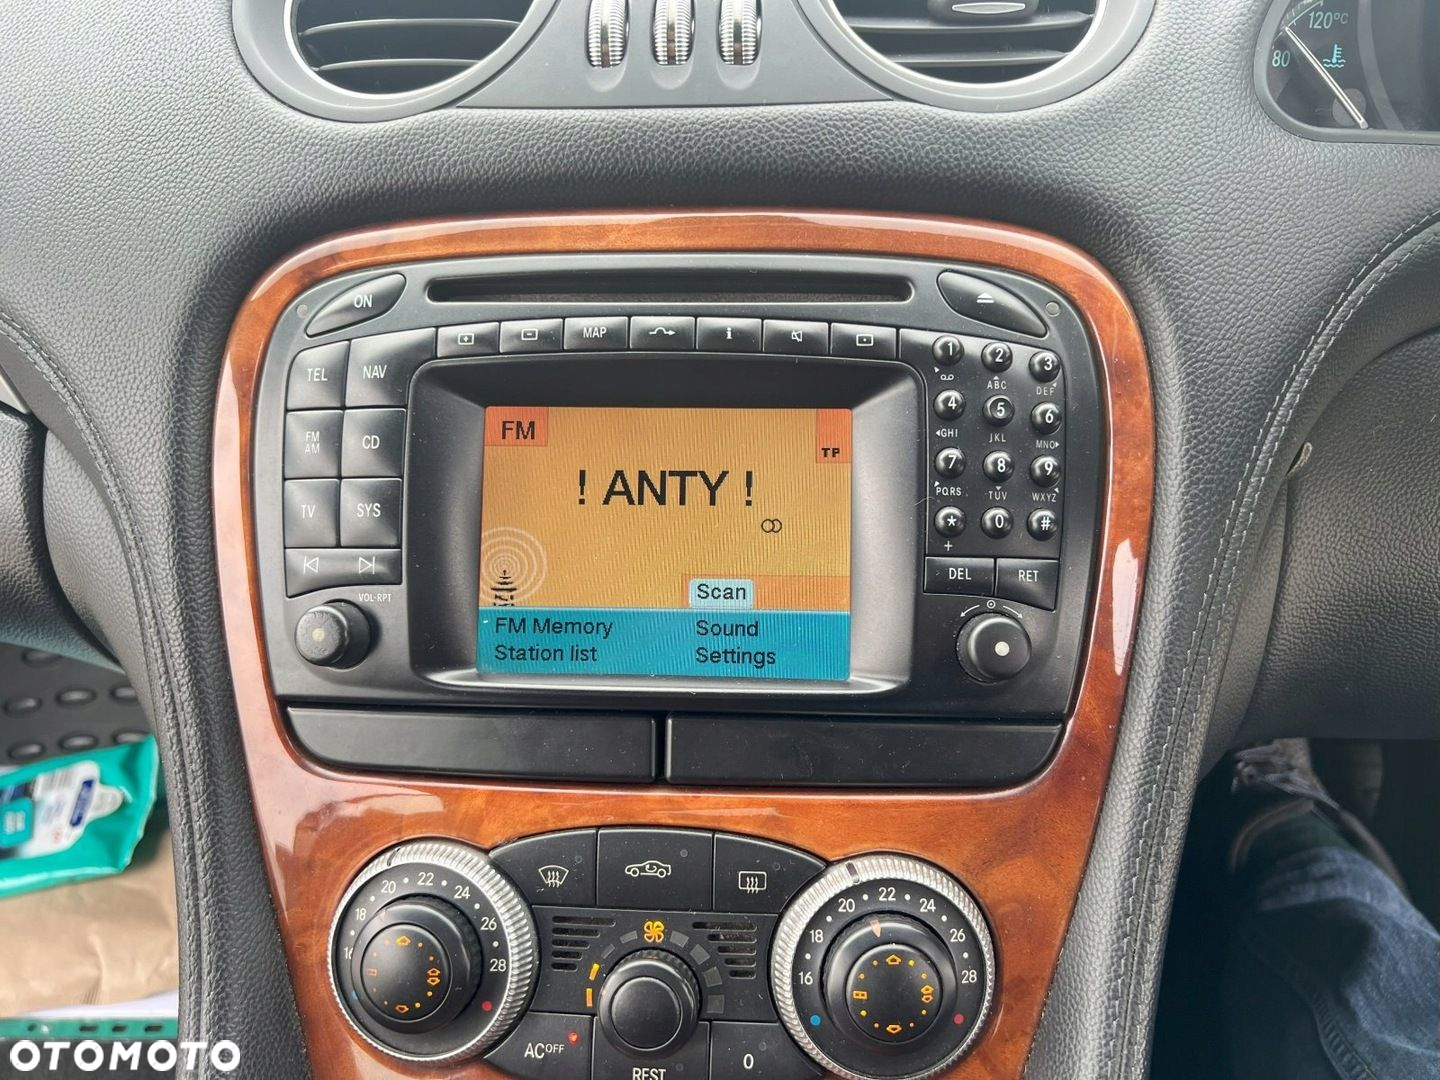 120°C
80
ON
MAP
i
TEL
NAV
FM
AM
CD
TV
SYS
VOL-RPT
1
2
ABC
3
DEF
4
GHI
5
JKL
6
MNO
7
PQRS
8
TUV
9
WXYZ
*
+
0
#
DEL
RET
FM
TP
! ANTY !
Scan
FM Memory
Sound
Station list
Settings
16
18
20
22
24
26
28
16
18
20
22
24
26
28
AC OFF
REST
0
OTOMOTO